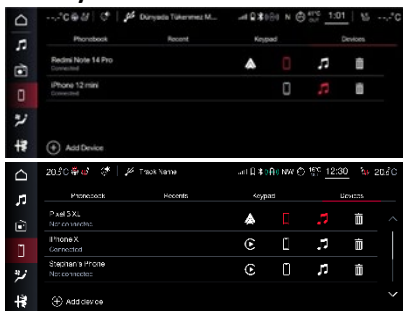 --.-°C
Dünyada Tükenmez M...
N
1:01
--.-°C
Phonebook Recent Keypad Devices
Redmi Note 14 Pro
Connected
iPhone 12 mini
Connected
Add Device
20.5°C
Track Name
NW
12:30
20.5°C
Phonebook Recents Keypad Devices
Pixel 5 XL
Not connected
iPhone X
Connected
Stephan's Phone
Not connected
Add device